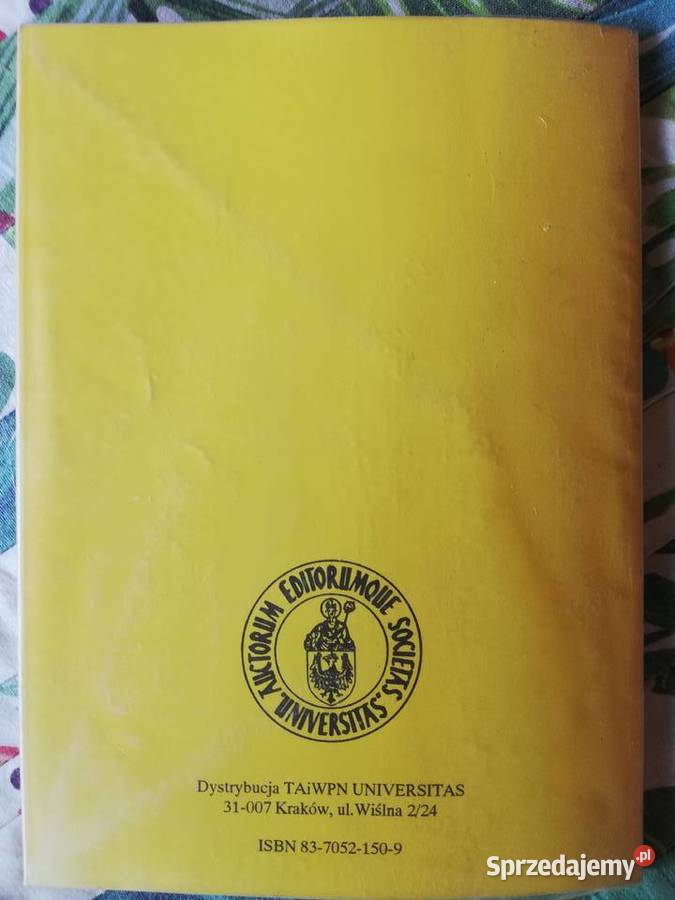 AUCTORUM EDITORUMQUE SOCIETAS
"UNIVERSITAS"
Dystrybucja TAiWPN UNIVERSITAS
31-007 Kraków, ul. Wiślna 2/24
ISBN 83-7052-150-9
Sprzedajemy.pl